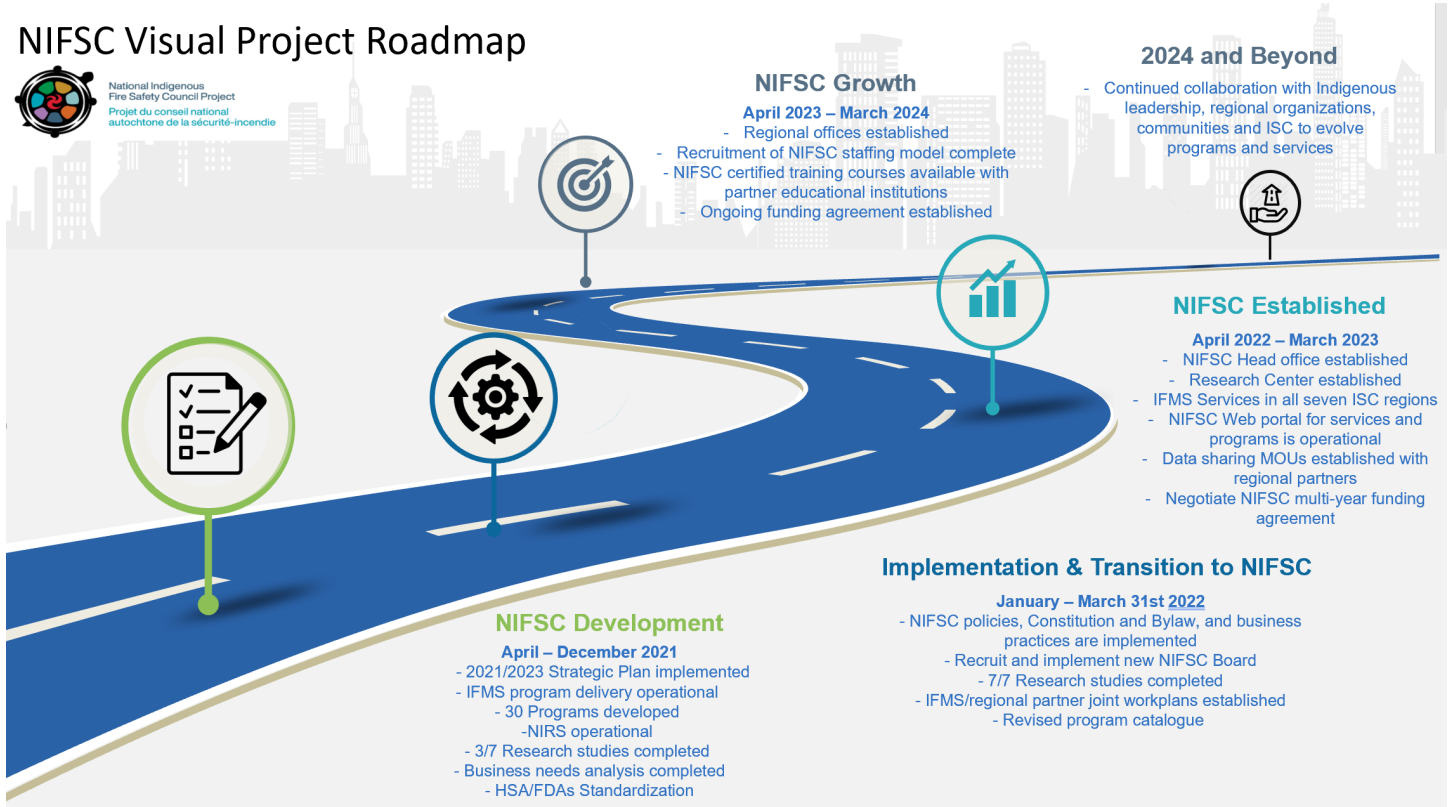 NIFSC Visual Project Roadmap
National Indigenous
Fire Safety Council Project
Projet du conseil national
autochtone de la sécurité-incendie
NIFSC Growth
April 2023 – March 2024
- Regional offices established
- Recruitment of NIFSC staffing model complete
- NIFSC certified training courses available with
partner educational institutions
- Ongoing funding agreement established
2024 and Beyond
- Continued collaboration with Indigenous
leadership, regional organizations,
communities and ISC to evolve
programs and services
NIFSC Established
April 2022 – March 2023
- NIFSC Head office established
- Research Center established
- IFMS Services in all seven ISC regions
- NIFSC Web portal for services and
programs is operational
- Data sharing MOUs established with
regional partners
- Negotiate NIFSC multi-year funding
agreement
Implementation & Transition to NIFSC
January – March 31st 2022
- NIFSC policies, Constitution and Bylaw, and business
practices are implemented
- Recruit and implement new NIFSC Board
- 7/7 Research studies completed
- IFMS/regional partner joint workplans established
- Revised program catalogue
NIFSC Development
April – December 2021
- 2021/2023 Strategic Plan implemented
- IFMS program delivery operational
- 30 Programs developed
-NIRS operational
- 3/7 Research studies completed
- Business needs analysis completed
- HSA/FDAs Standardization